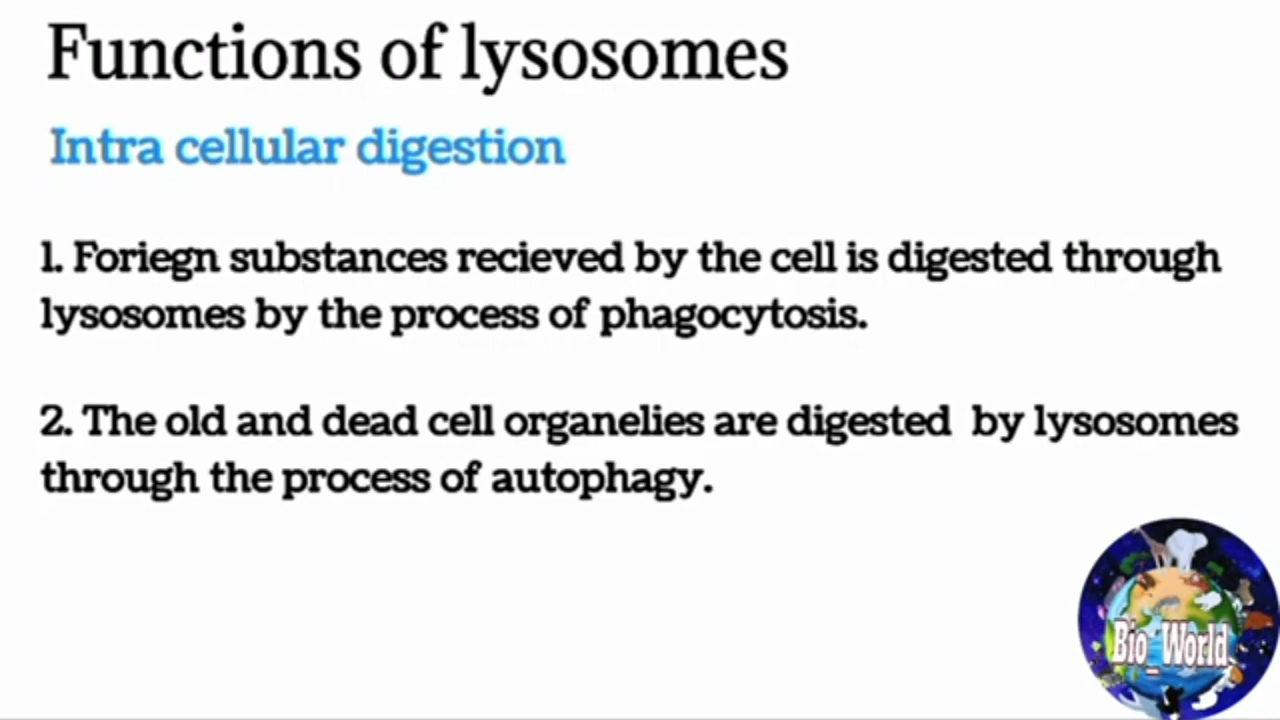 Functions of lysosomes
Intra cellular digestion
1. Foriegn substances recieved by the cell is digested through
lysosomes by the process of phagocytosis.
2. The old and dead cell organelies are digested by lysosomes
through the process of autophagy.
Bio_World